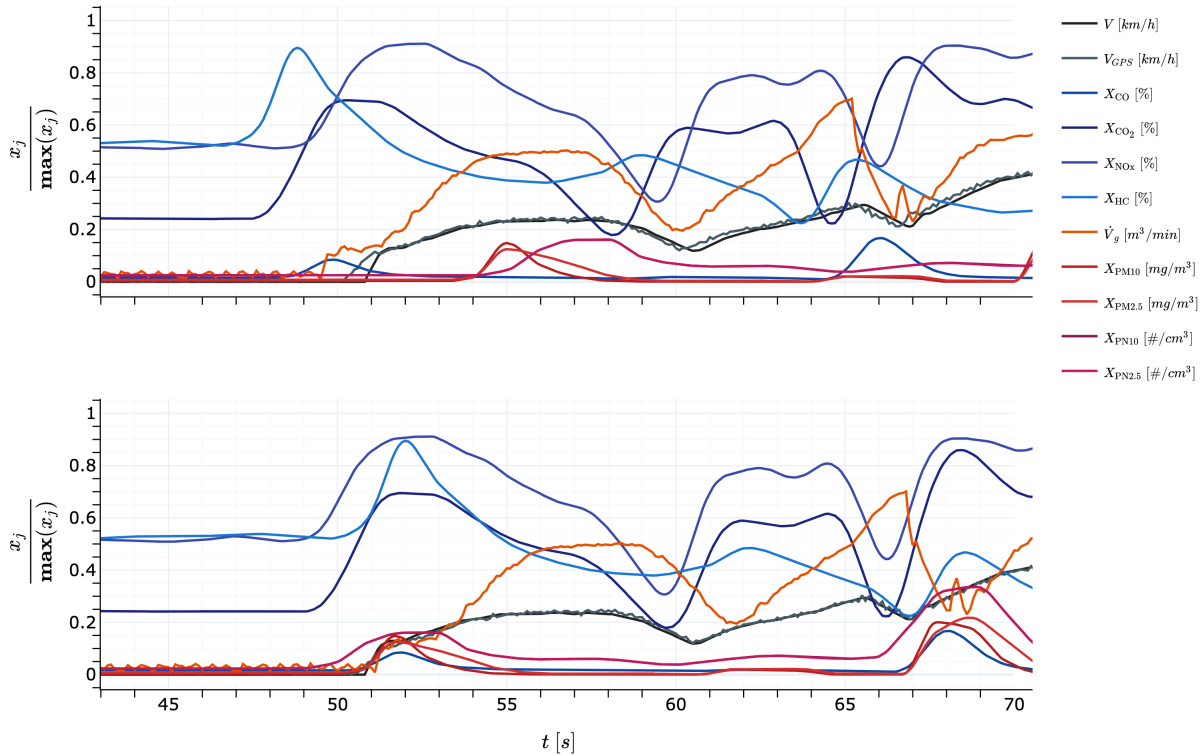 1
0.8
0.6
0.4
0.2
0
x_j / max(x_j)
V [km/h]
V_GPS [km/h]
X_CO [%]
X_CO₂ [%]
X_NOx [%]
X_HC [%]
V̇_g [m³/min]
X_PM10 [mg/m³]
X_PM2.5 [mg/m³]
X_PN10 [#/cm³]
X_PN2.5 [#/cm³]
1
0.8
0.6
0.4
0.2
0
x_j / max(x_j)
45 50 55 60 65 70
t [s]